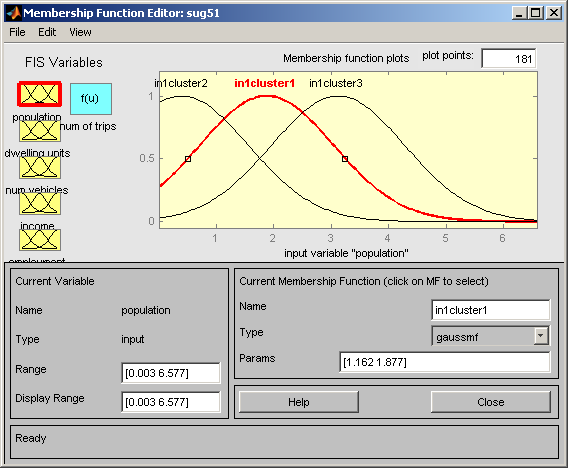 Membership Function Editor: sug51
File Edit View
FIS Variables
Membership function plots plot points: 181
f(u)
population
num of trips
dwelling units
num vehicles
income
employment
in1cluster2 in1cluster1 in1cluster3
1
0.5
0
1 2 3 4 5 6
input variable "population"
Current Variable
Name population
Type input
Range [0.003 6.577]
Display Range [0.003 6.577]
Current Membership Function (click on MF to select)
Name in1cluster1
Type gaussmf
Params [1.162 1.877]
Help Close
Ready